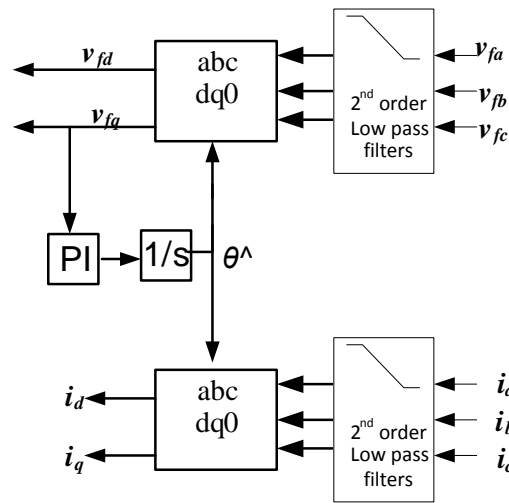 v_fd
abc
dq0
v_fa
v_fb
v_fc
2nd order
Low pass
filters
v_fq
PI
1/s
θ^
abc
dq0
i_d
i_q
2nd order
Low pass
filters